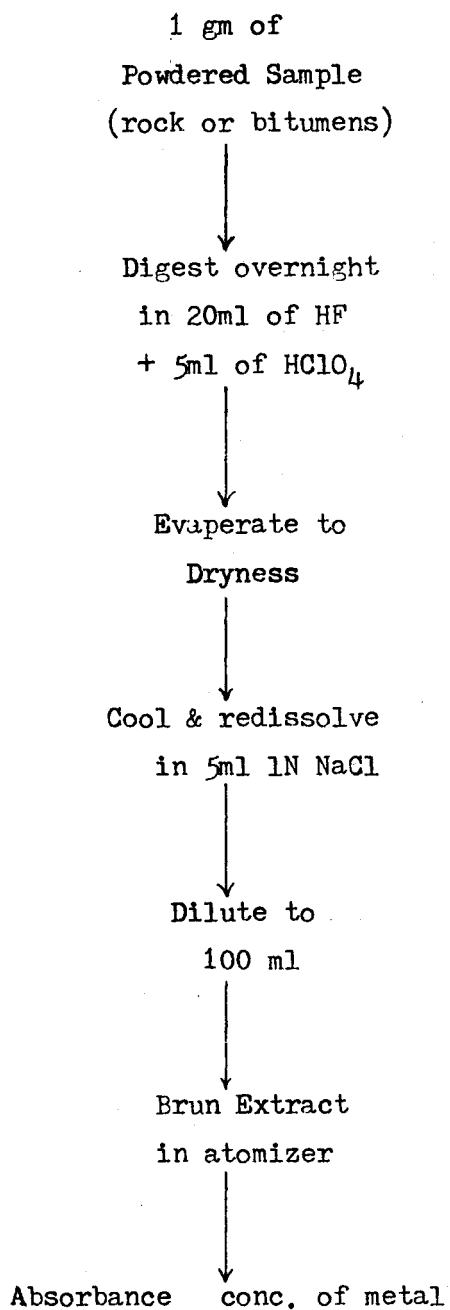 1 gm of
Powdered Sample
(rock or bitumens)
Digest overnight
in 20ml of HF
+ 5ml of HClO4
Evaperate to
Dryness
Cool & redissolve
in 5ml 1N NaCl
Dilute to
100 ml
Brun Extract
in atomizer
Absorbance conc. of metal